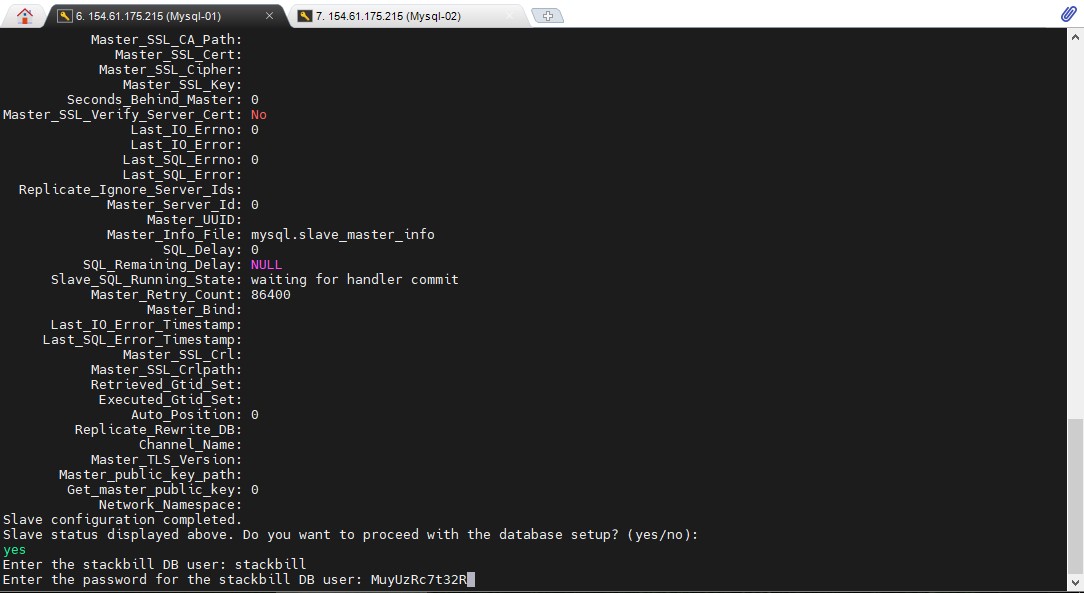 6. 154.61.175.215 (Mysql-01)
7. 154.61.175.215 (Mysql-02)
Master_SSL_CA_Path:
Master_SSL_Cert:
Master_SSL_Cipher:
Master_SSL_Key:
Seconds_Behind_Master: 0
Master_SSL_Verify_Server_Cert: No
Last_IO_Errno: 0
Last_IO_Error:
Last_SQL_Errno: 0
Last_SQL_Error:
Replicate_Ignore_Server_Ids:
Master_Server_Id: 0
Master_UUID:
Master_Info_File: mysql.slave_master_info
SQL_Delay: 0
SQL_Remaining_Delay: NULL
Slave_SQL_Running_State: waiting for handler commit
Master_Retry_Count: 86400
Master_Bind:
Last_IO_Error_Timestamp:
Last_SQL_Error_Timestamp:
Master_SSL_Crl:
Master_SSL_Crlpath:
Retrieved_Gtid_Set:
Executed_Gtid_Set:
Auto_Position: 0
Replicate_Rewrite_DB:
Channel_Name:
Master_TLS_Version:
Master_public_key_path:
Get_master_public_key: 0
Network_Namespace:
Slave configuration completed.
Slave status displayed above. Do you want to proceed with the database setup? (yes/no):
yes
Enter the stackbill DB user: stackbill
Enter the password for the stackbill DB user: MuyUzRc7t32R